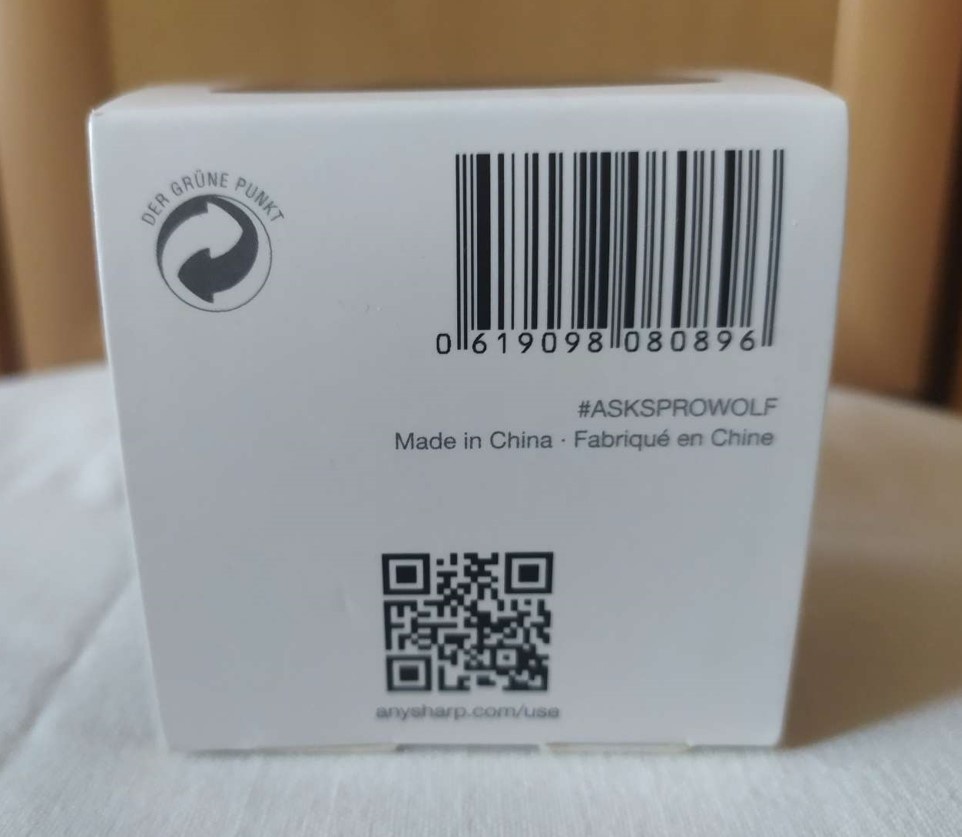 DER GRÜNE PUNKT
0 619098 080896
#ASKSPROWOLF
Made in China · Fabriqué en Chine
anysharp.com/use